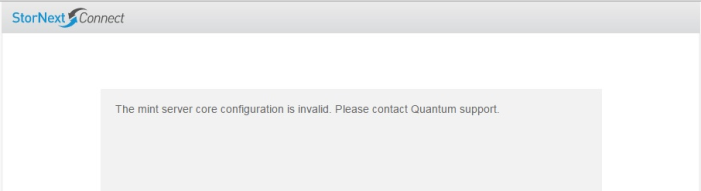 StorNext Connect
The mint server core configuration is invalid. Please contact Quantum support.